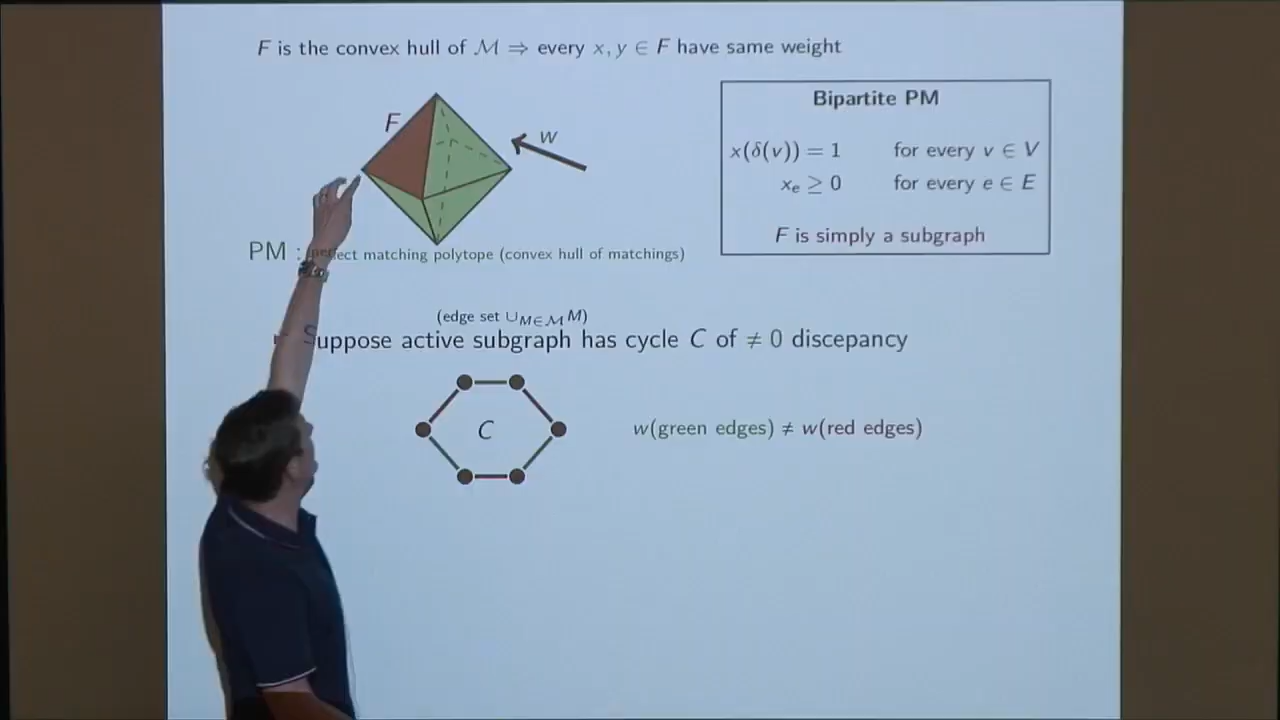 F is the convex hull of ℳ ⇒ every x, y ∈ F have same weight
F
w
Bipartite PM
x(δ(v)) = 1 for every v ∈ V
xₑ ≥ 0 for every e ∈ E
F is simply a subgraph
PM : perfect matching polytope (convex hull of matchings)
(edge set ∪_{M∈ℳ} M)
Suppose active subgraph has cycle C of ≠ 0 discepancy
C
w(green edges) ≠ w(red edges)